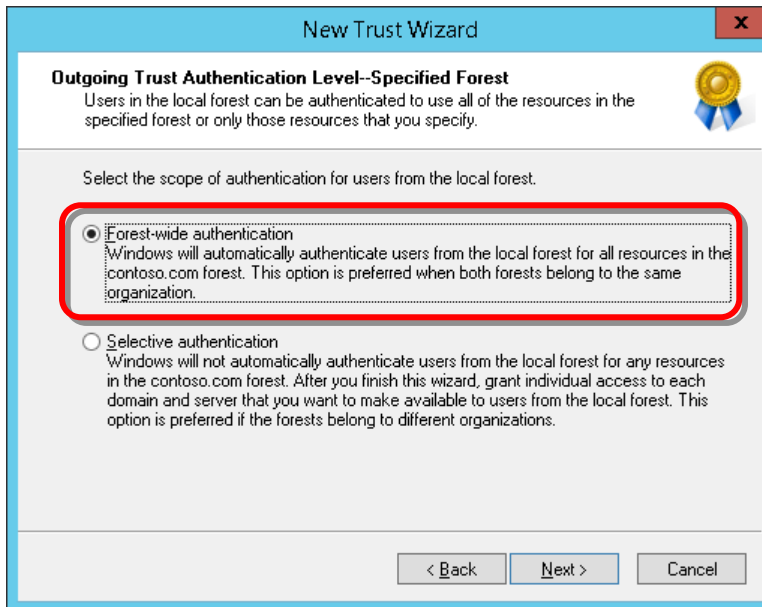 New Trust Wizard
x
Outgoing Trust Authentication Level--Specified Forest
Users in the local forest can be authenticated to use all of the resources in the
specified forest or only those resources that you specify.
Select the scope of authentication for users from the local forest.
Forest-wide authentication
Windows will automatically authenticate users from the local forest for all resources in the
contoso.com forest. This option is preferred when both forests belong to the same
organization.
Selective authentication
Windows will not automatically authenticate users from the local forest for any resources
in the contoso.com forest. After you finish this wizard, grant individual access to each
domain and server that you want to make available to users from the local forest. This
option is preferred if the forests belong to different organizations.
< Back Next > Cancel